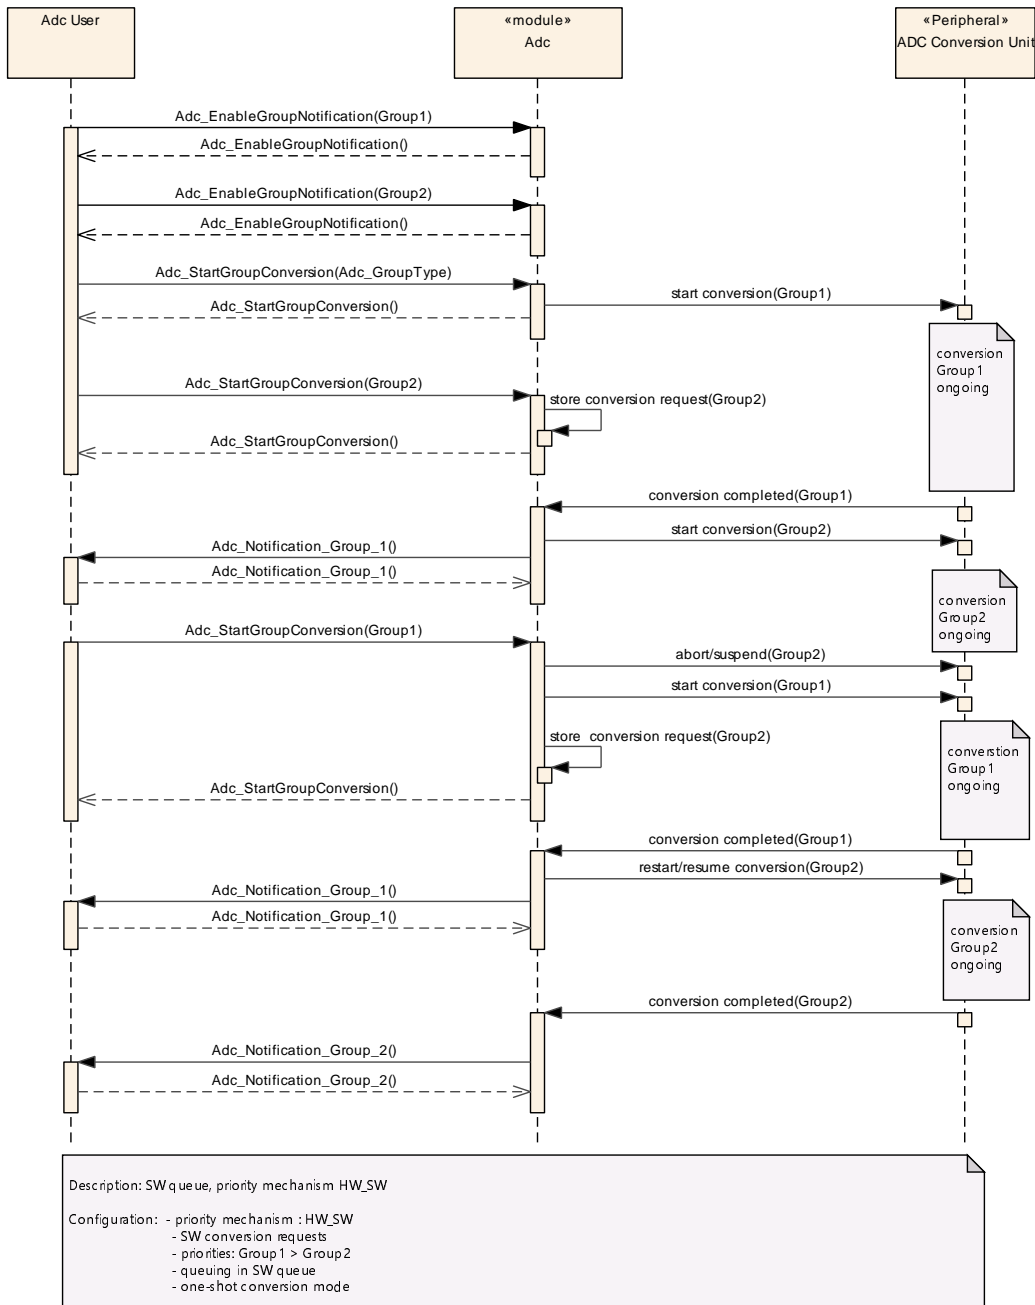 Adc User
«module»
Adc
«Peripheral»
ADC Conversion Unit
Adc_EnableGroupNotification(Group1)
Adc_EnableGroupNotification()
Adc_EnableGroupNotification(Group2)
Adc_EnableGroupNotification()
Adc_StartGroupConversion(Adc_GroupType)
start conversion(Group1)
Adc_StartGroupConversion()
conversion
Group1
ongoing
Adc_StartGroupConversion(Group2)
store conversion request(Group2)
Adc_StartGroupConversion()
conversion completed(Group1)
start conversion(Group2)
Adc_Notification_Group_1()
Adc_Notification_Group_1()
conversion
Group2
ongoing
Adc_StartGroupConversion(Group1)
abort/suspend(Group2)
start conversion(Group1)
store  conversion request(Group2)
converstion
Group1
ongoing
Adc_StartGroupConversion()
conversion completed(Group1)
restart/resume conversion(Group2)
Adc_Notification_Group_1()
Adc_Notification_Group_1()
conversion
Group2
ongoing
conversion completed(Group2)
Adc_Notification_Group_2()
Adc_Notification_Group_2()
Description: SW queue, priority mechanism HW_SW
Configuration:  - priority mechanism : HW_SW
- SW conversion requests
- priorities: Group1 > Group2
- queuing in SW queue
- one-shot conversion mode